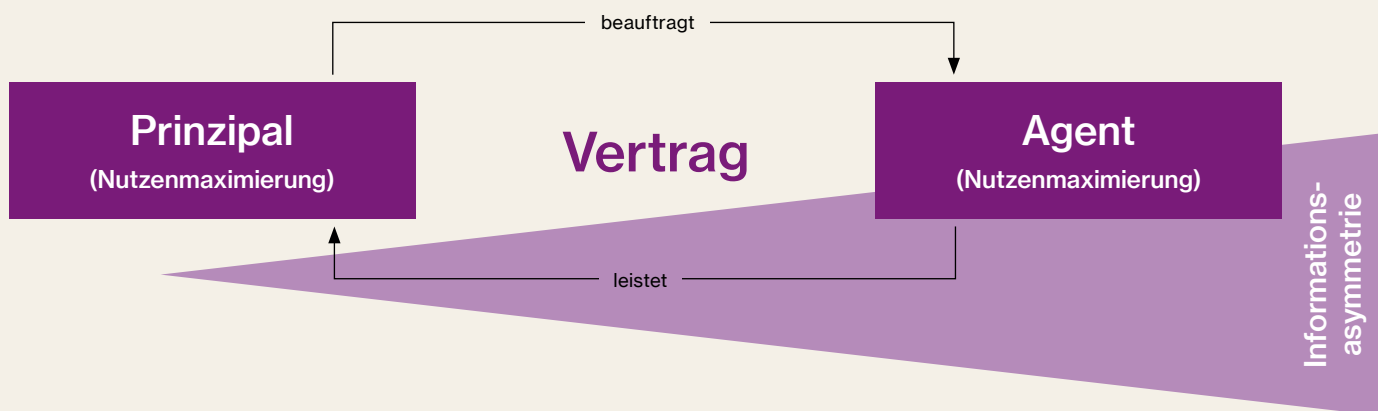 beauftragt
Prinzipal
(Nutzenmaximierung)
Vertrag
Agent
(Nutzenmaximierung)
leistet
Informations-
asymmetrie